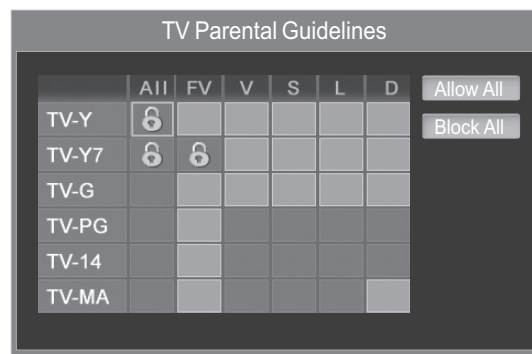 TV Parental Guidelines
All FV V S L D
Allow All
TV-Y
Block All
TV-Y7
TV-G
TV-PG
TV-14
TV-MA